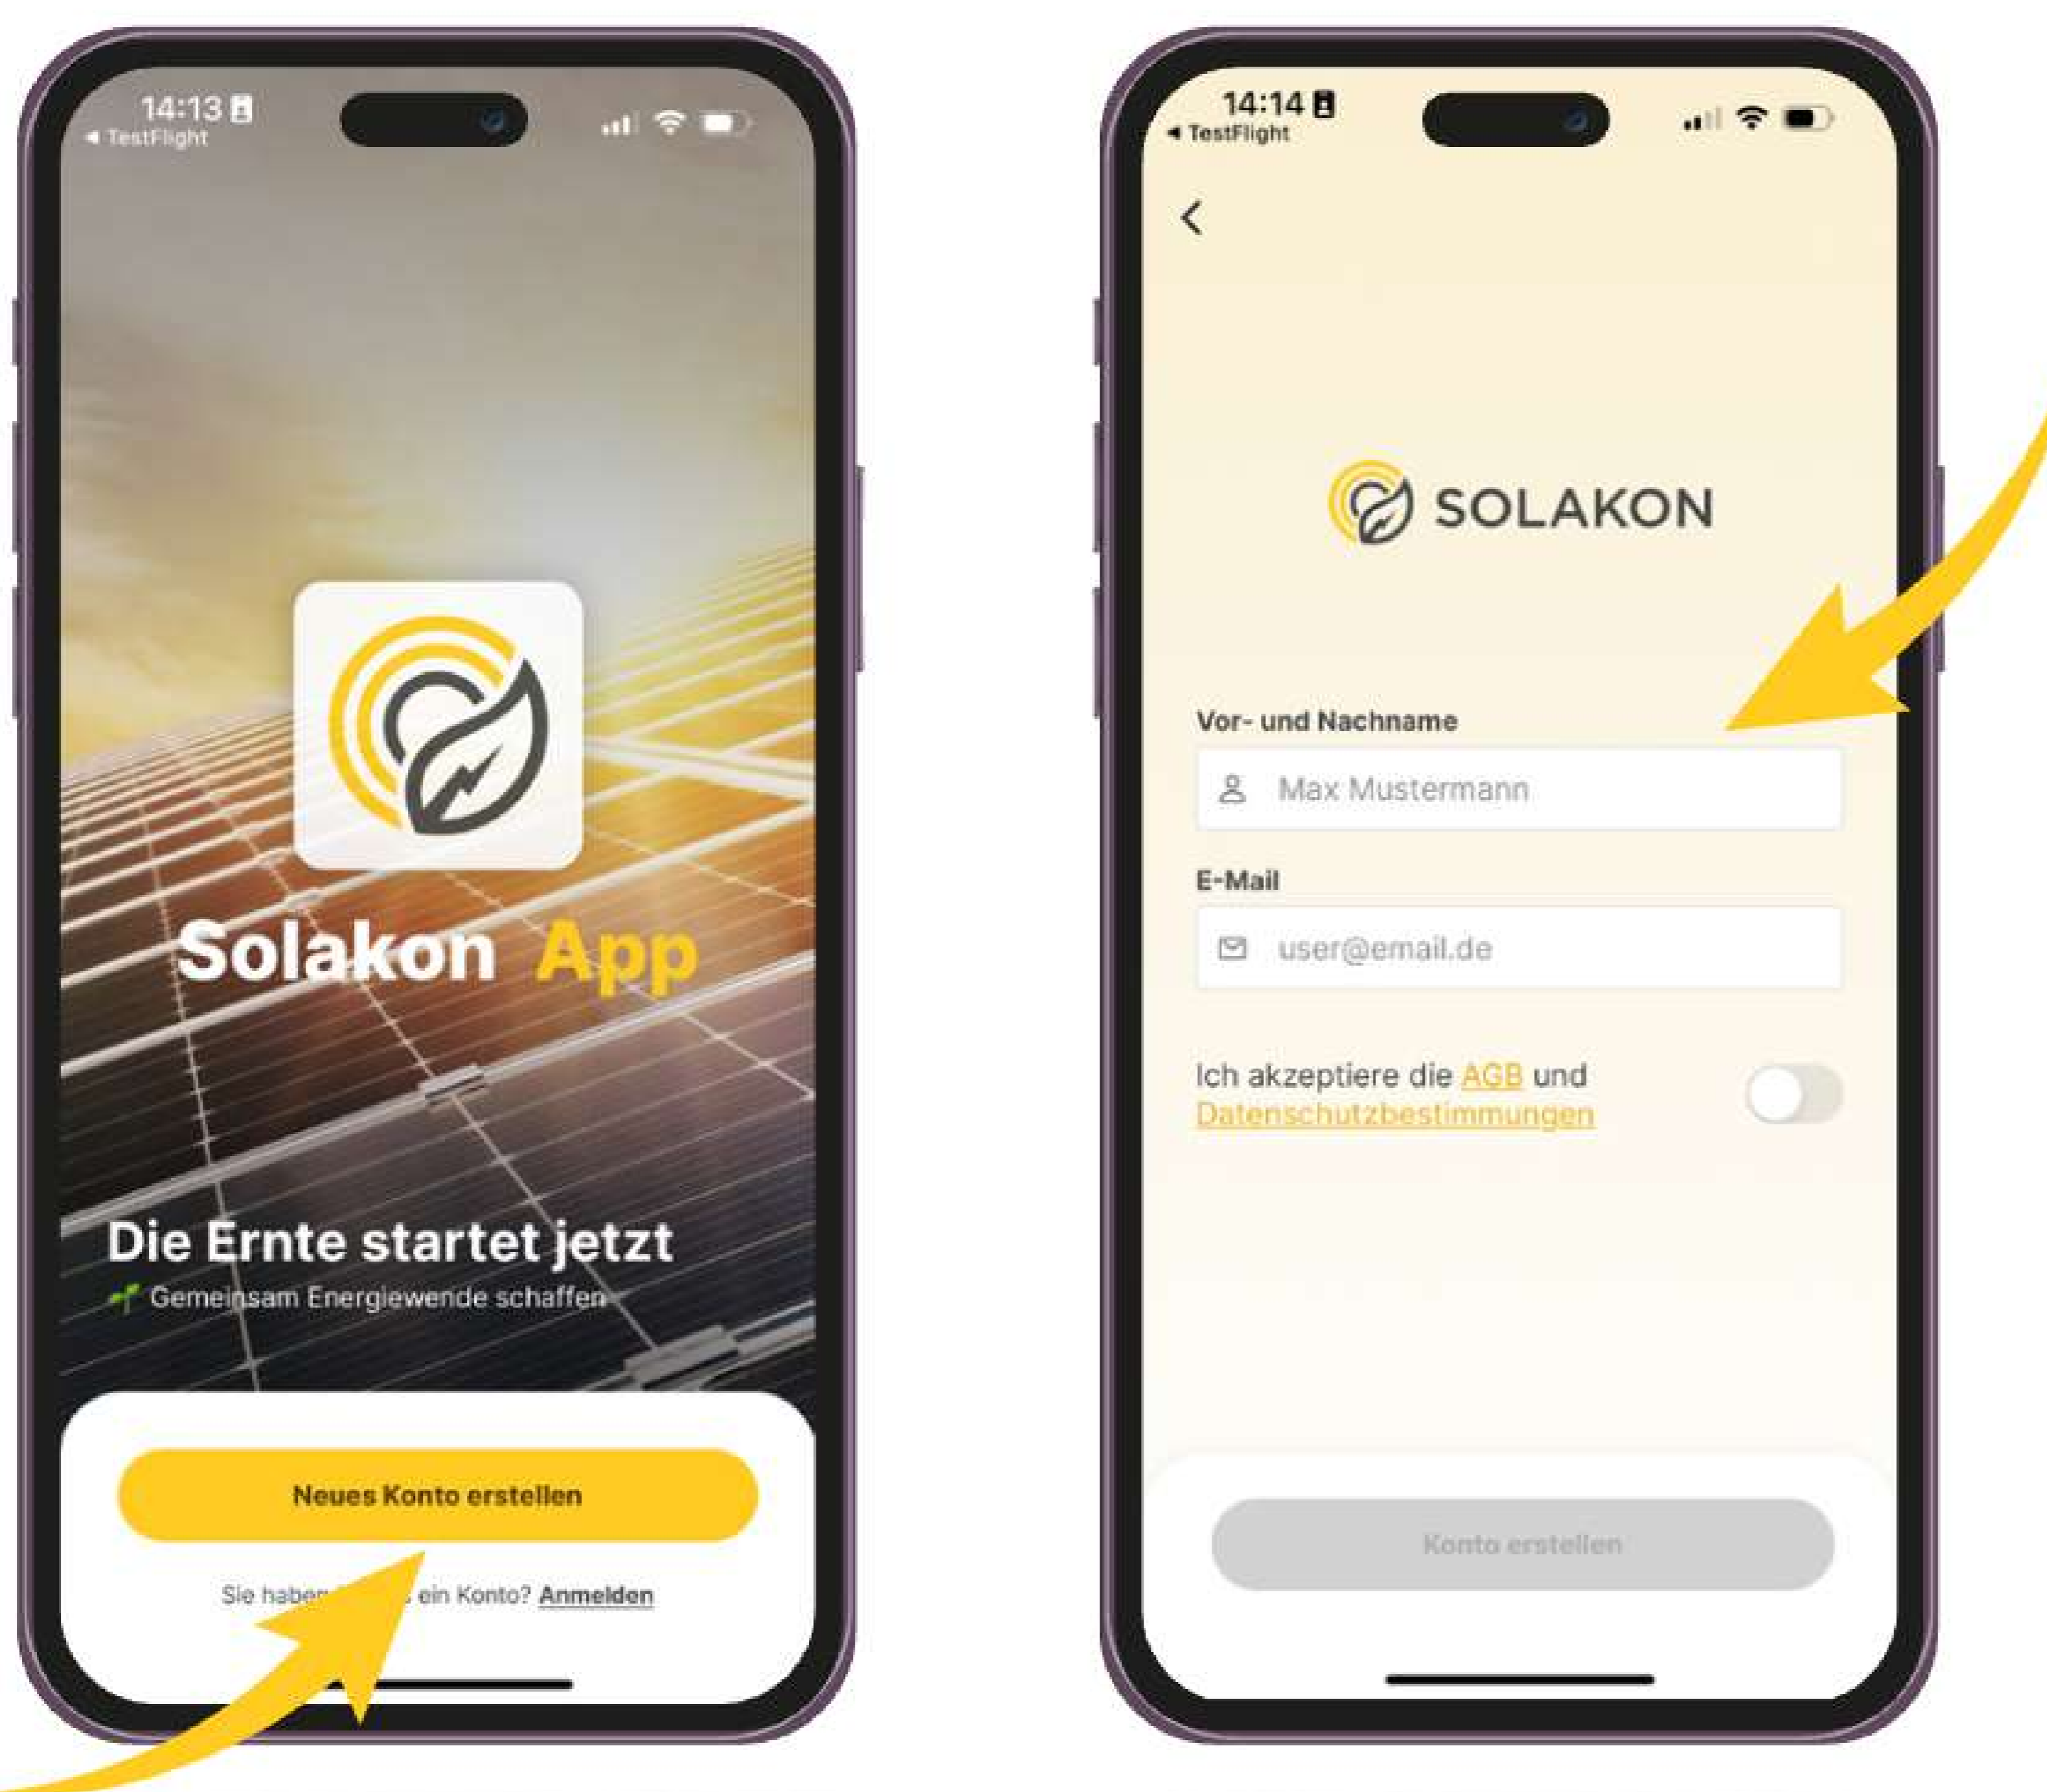 14:13
◀ TestFlight
Solakon App
Die Ernte startet jetzt
🌱 Gemeinsam Energiewende schaffen
Neues Konto erstellen
Sie haben ein Konto? Anmelden
14:14
◀ TestFlight
SOLAKON
Vor- und Nachname
Max Mustermann
E-Mail
user@email.de
Ich akzeptiere die AGB und
Datenschutzbestimmungen
Konto erstellen